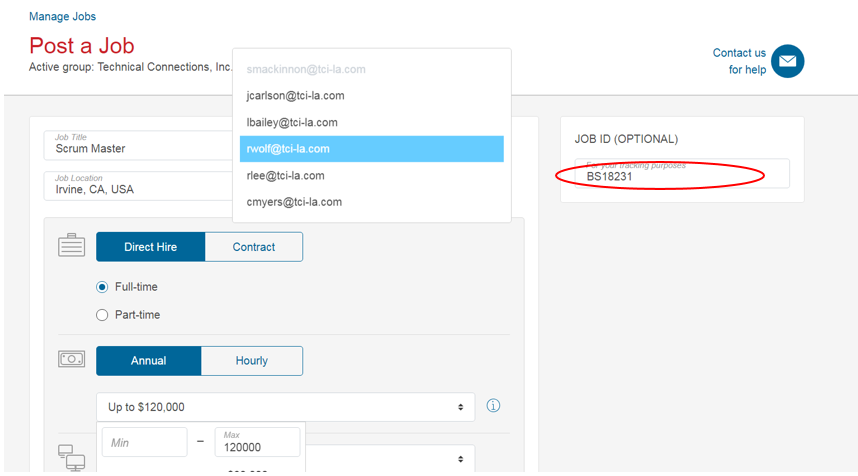 Manage Jobs
Post a Job
Active group: Technical Connections, Inc.
smackinnon@tci-la.com
jcarlson@tci-la.com
lbailey@tci-la.com
rwolf@tci-la.com
rlee@tci-la.com
cmyers@tci-la.com
Contact us
for help
Job Title
Scrum Master
Job Location
Irvine, CA, USA
JOB ID (OPTIONAL)
For your tracking purposes
BS18231
Direct Hire
Contract
Full-time
Part-time
Annual
Hourly
Up to $120,000
Min
–
Max
120000